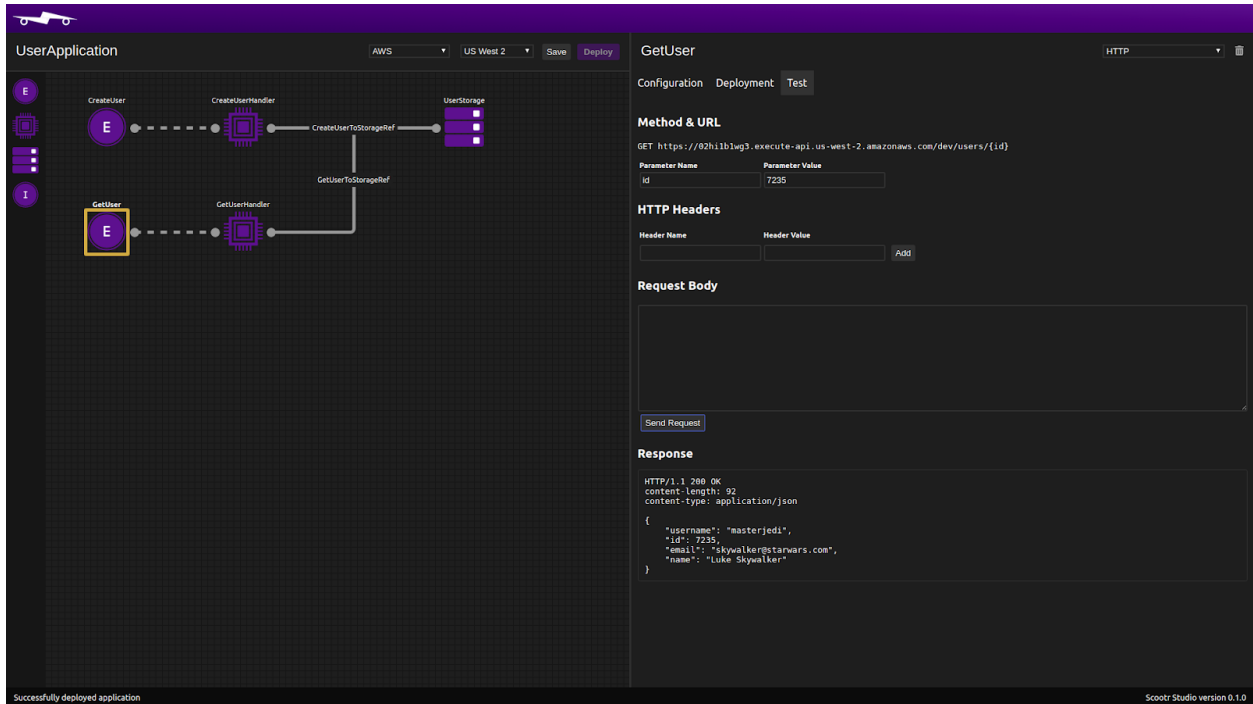 UserApplication
AWS
US West 2
Save
Deploy
E
I
CreateUser
CreateUserHandler
UserStorage
E
CreateUserToStorageRef
GetUserToStorageRef
GetUser
GetUserHandler
E
GetUser
HTTP
Configuration Deployment Test
Method & URL
GET https://02hi1b1wg3.execute-api.us-west-2.amazonaws.com/dev/users/{id}
Parameter Name Parameter Value
id 7235
HTTP Headers
Header Name Header Value
Add
Request Body
Send Request
Response
HTTP/1.1 200 OK
content-length: 92
content-type: application/json
{
"username": "masterjedi",
"id": 7235,
"email": "skywalker@starwars.com",
"name": "Luke Skywalker"
}
Successfully deployed application
Scootr Studio version 0.1.0